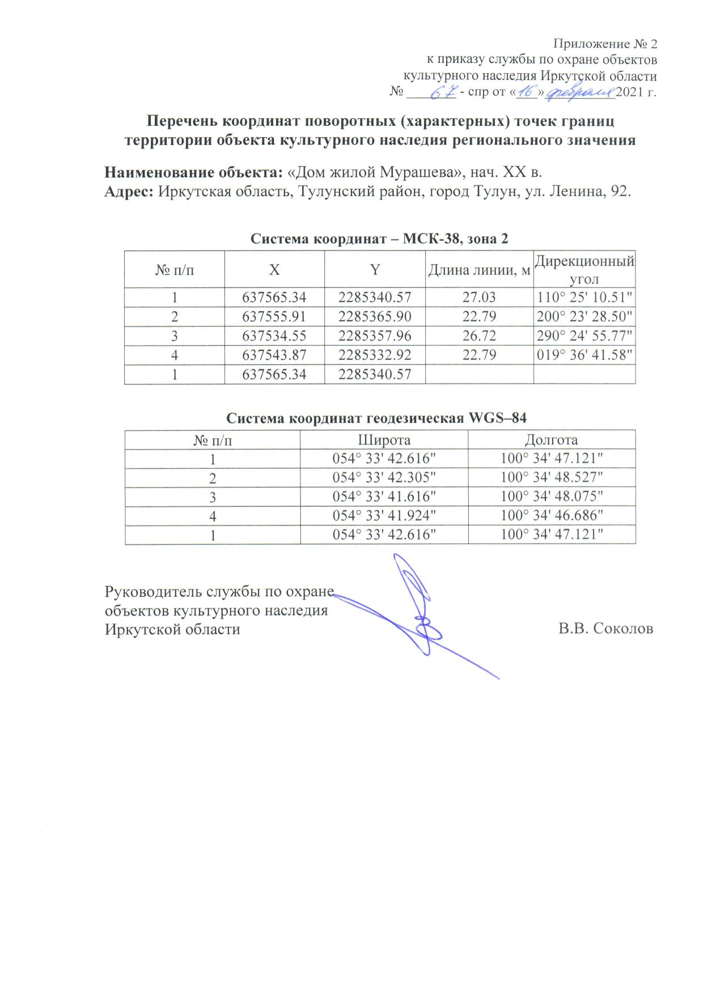 Приложение № 2
к приказу службы по охране объектов
культурного наследия Иркутской области
№ 67 - спр от «16» февраля 2021 г.
Перечень координат поворотных (характерных) точек границ
территории объекта культурного наследия регионального значения
Наименование объекта: «Дом жилой Мурашева», нач. XX в.
Адрес: Иркутская область, Тулунский район, город Тулун, ул. Ленина, 92.
Система координат – МСК-38, зона 2
№ п/п X Y Длина линии, м Дирекционный угол
1 637565.34 2285340.57 27.03 110° 25' 10.51"
2 637555.91 2285365.90 22.79 200° 23' 28.50"
3 637534.55 2285357.96 26.72 290° 24' 55.77"
4 637543.87 2285332.92 22.79 019° 36' 41.58"
1 637565.34 2285340.57
Система координат геодезическая WGS–84
№ п/п Широта Долгота
1 054° 33' 42.616" 100° 34' 47.121"
2 054° 33' 42.305" 100° 34' 48.527"
3 054° 33' 41.616" 100° 34' 48.075"
4 054° 33' 41.924" 100° 34' 46.686"
1 054° 33' 42.616" 100° 34' 47.121"
Руководитель службы по охране
объектов культурного наследия
Иркутской области В.В. Соколов